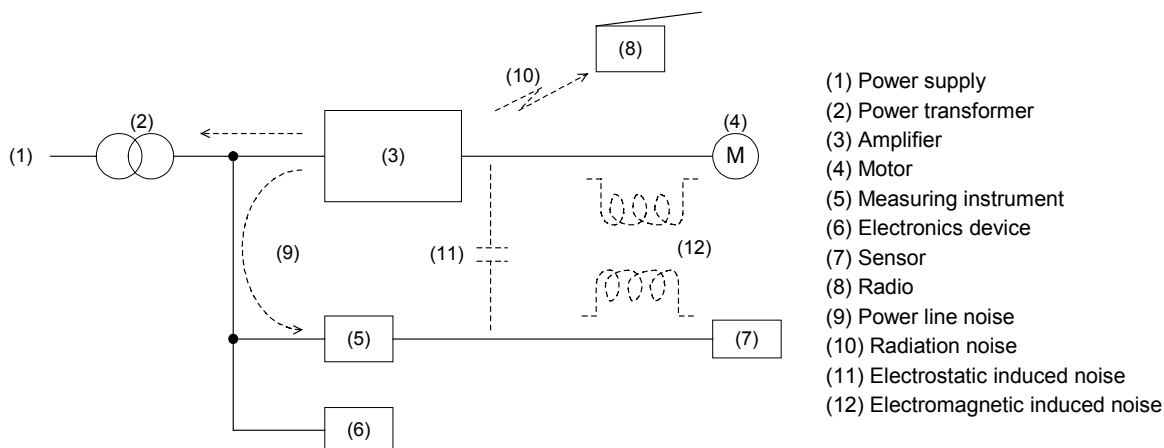 (8)
(10)
(2)
(4)
(1)
(3)
M
(9)
(11)
(12)
(5)
(7)
(6)
(1) Power supply
(2) Power transformer
(3) Amplifier
(4) Motor
(5) Measuring instrument
(6) Electronics device
(7) Sensor
(8) Radio
(9) Power line noise
(10) Radiation noise
(11) Electrostatic induced noise
(12) Electromagnetic induced noise